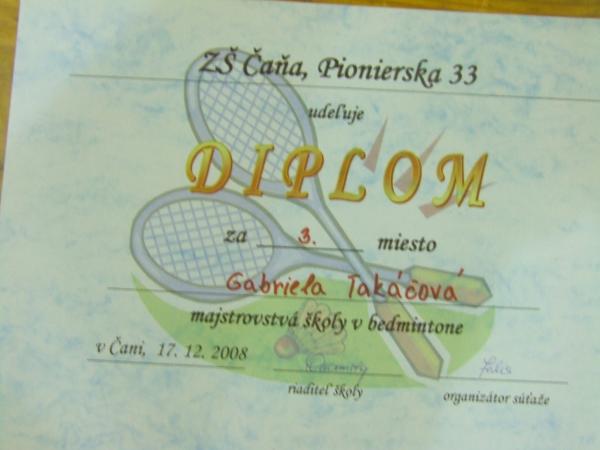 ZŠ Čaňa, Pionierska 33
udeľuje
DIPLOM
za 3. miesto
Gabriela Takáčová
majstrovstvá školy v bedmintone
v Čani, 17. 12. 2008
riaditeľ školy
organizátor súťaže